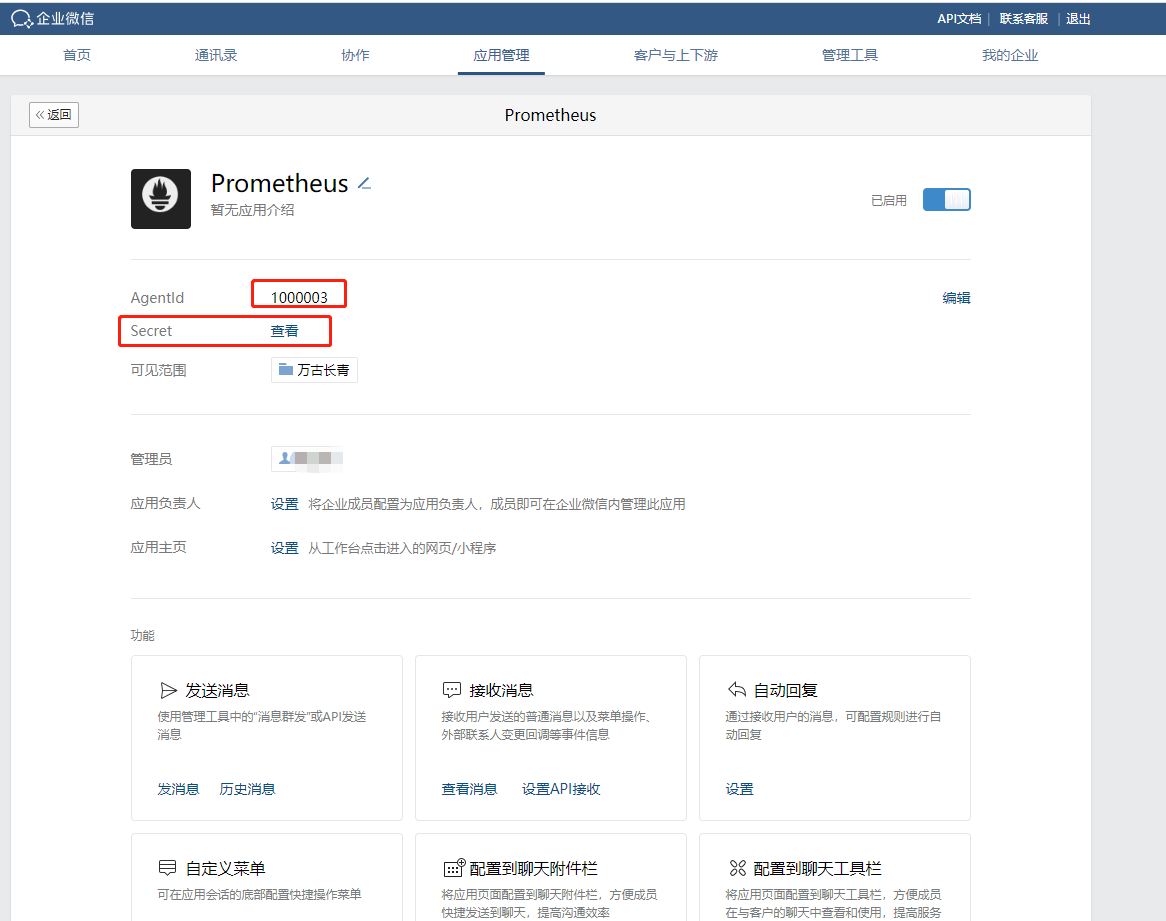 企业微信
API文档 | 联系客服 | 退出
首页 通讯录 协作 应用管理 客户与上下游 管理工具 我的企业
«返回 Prometheus
Prometheus
暂无应用介绍
已启用
AgentId 1000003 编辑
Secret 查看
可见范围 万古长青
管理员
应用负责人 设置 将企业成员配置为应用负责人，成员即可在企业微信内管理此应用
应用主页 设置 从工作台点击进入的网页/小程序
功能
发送消息
使用管理工具中的“消息群发”或API发送
消息
发消息 历史消息
接收消息
接收用户发送的普通消息以及菜单操作、
外部联系人变更回调等事件信息
查看消息 设置API接收
自动回复
通过接收用户的消息，可配置规则进行自
动回复
设置
自定义菜单
可在应用会话的底部配置快捷操作菜单
配置到聊天附件栏
将应用页面配置到聊天附件栏，方便成员
快捷发送到聊天，提高沟通效率
配置到聊天工具栏
将应用页面配置到聊天工具栏，方便成员
在与客户的聊天中查看和使用，提高服务